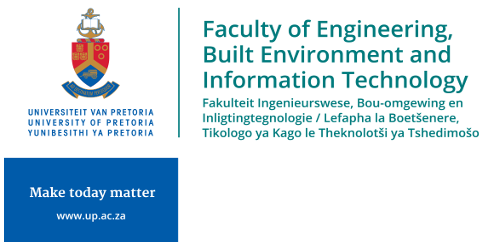 UNIVERSITEIT VAN PRETORIA
UNIVERSITY OF PRETORIA
YUNIBESITHI YA PRETORIA
Faculty of Engineering,
Built Environment and
Information Technology
Fakulteit Ingenieurswese, Bou-omgewing en
Inligtingtegnologie / Lefapha la Boetšenere,
Tikologo ya Kago le Theknolotši ya Tshedimošo
Make today matter
www.up.ac.za